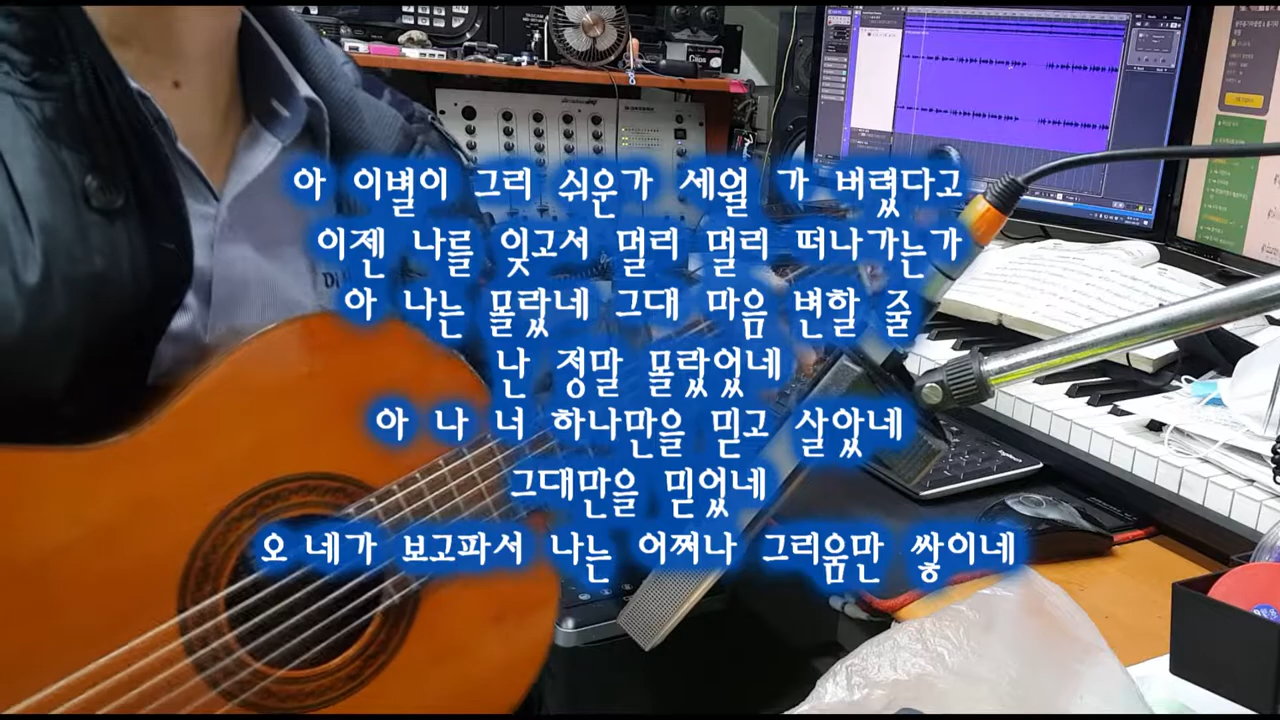 아 이별이 그리 쉬운가 세월 가 버렸다고
이젠 나를 잊고서 멀리 멀리 떠나가는가
아 나는 몰랐네 그대 마음 변할 줄
난 정말 몰랐었네
아 나 너 하나만을 믿고 살았네
그대만을 믿었네
오 네가 보고파서 나는 어쩌나 그리움만 쌓이네